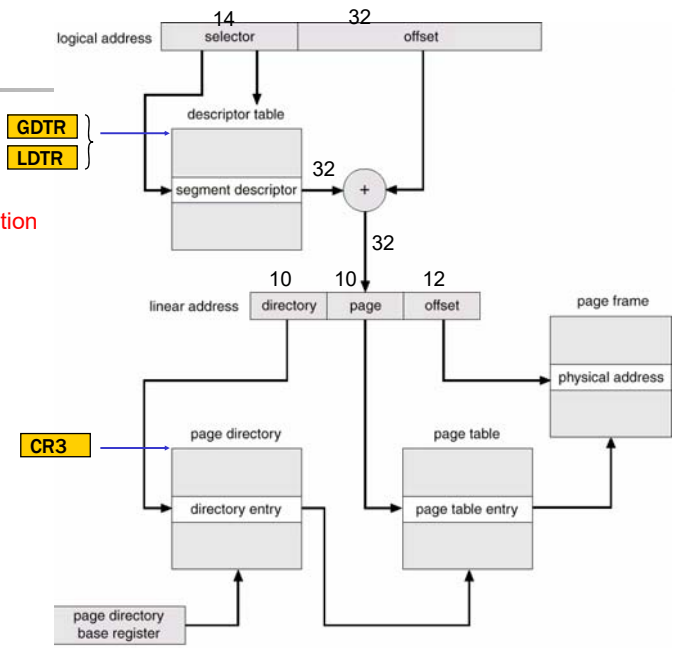 14
32
logical address
selector
offset
descriptor table
GDTR
LDTR
segment descriptor
32
+
tion
32
10
10
12
linear address
directory
page
offset
page frame
physical address
CR3
page directory
page table
directory entry
page table entry
page directory
base register